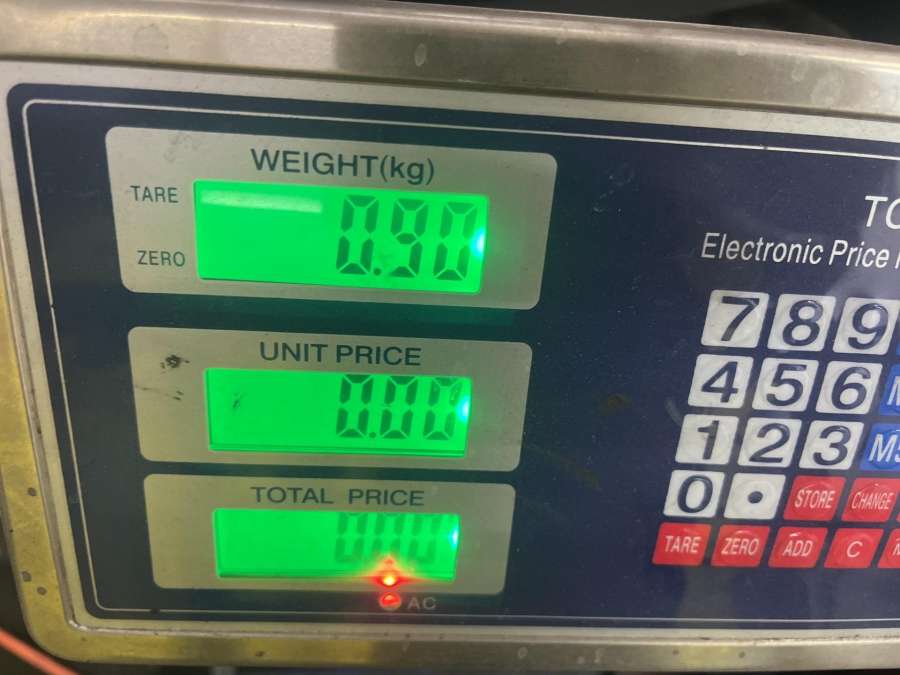 WEIGHT(kg)
TARE
ZERO
0.90
UNIT PRICE
0.00
TOTAL PRICE
0.00
AC
Electronic Price
7 8 9
4 5 6
1 2 3
0 . STORE CHANGE
TARE ZERO ADD C